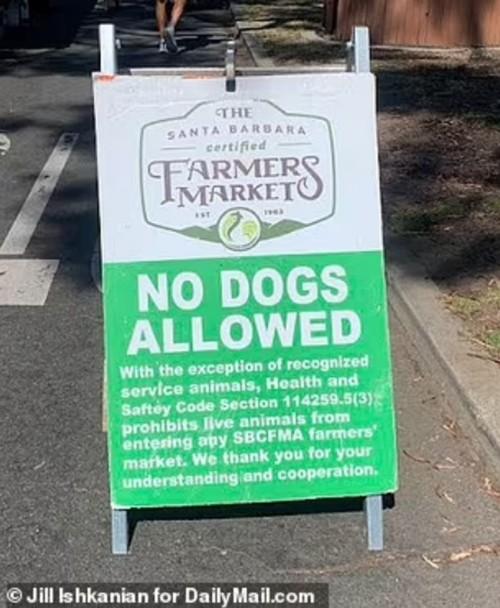 THE
SANTA BARBARA
certified
FARMERS
MARKET
EST 1983
NO DOGS
ALLOWED
With the exception of recognized
service animals, Health and
Saftey Code Section 114259.5(3)
prohibits live animals from
entering any SBCFMA farmers'
market. We thank you for your
understanding and cooperation.
© Jill Ishkanian for DailyMail.com